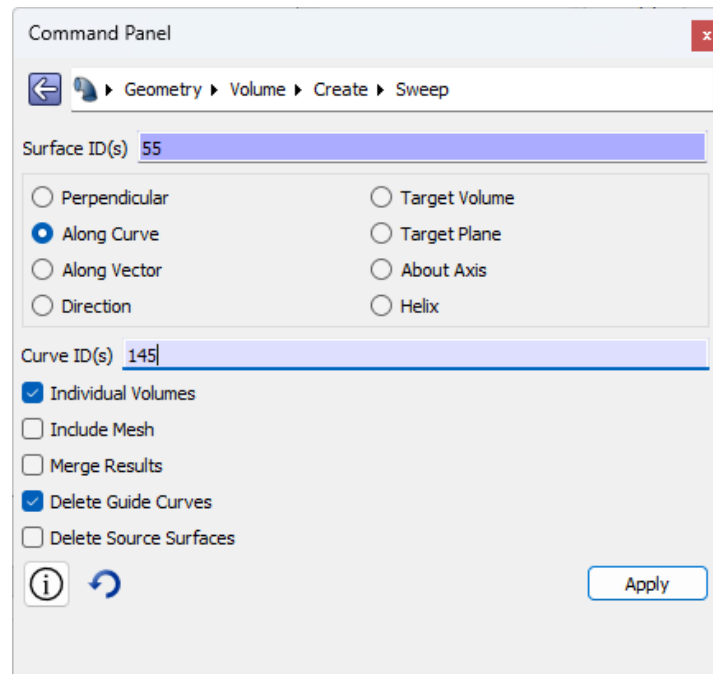 Command Panel
x
Geometry Volume Create Sweep
Surface ID(s) 55
Perpendicular Target Volume
Along Curve Target Plane
Along Vector About Axis
Direction Helix
Curve ID(s) 145
Individual Volumes
Include Mesh
Merge Results
Delete Guide Curves
Delete Source Surfaces
i
Apply